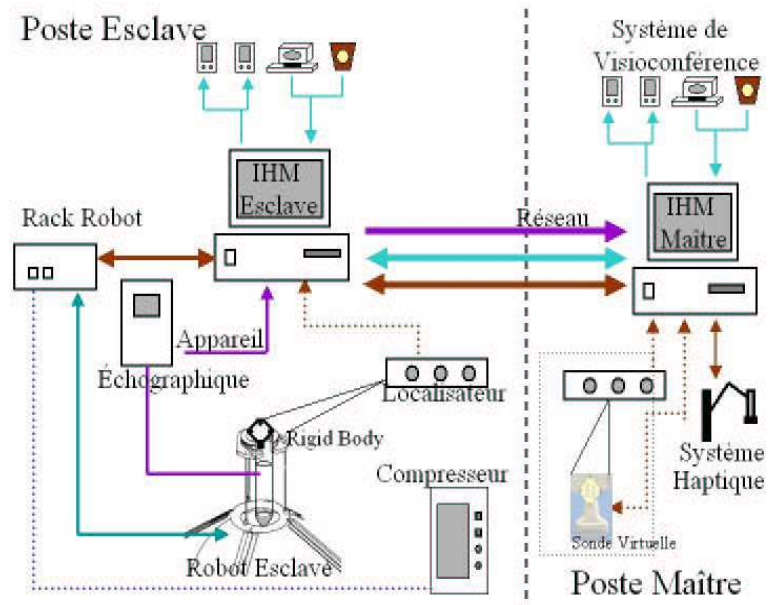 Poste Esclave
Système de
Visioconférence
IHM
Esclave
IHM
Maître
Rack Robot
Réseau
Appareil
Échographique
Localisateur
Rigid Body
Compresseur
Système
Haptique
Sonde Virtuelle
Robot Esclave
Poste Maître